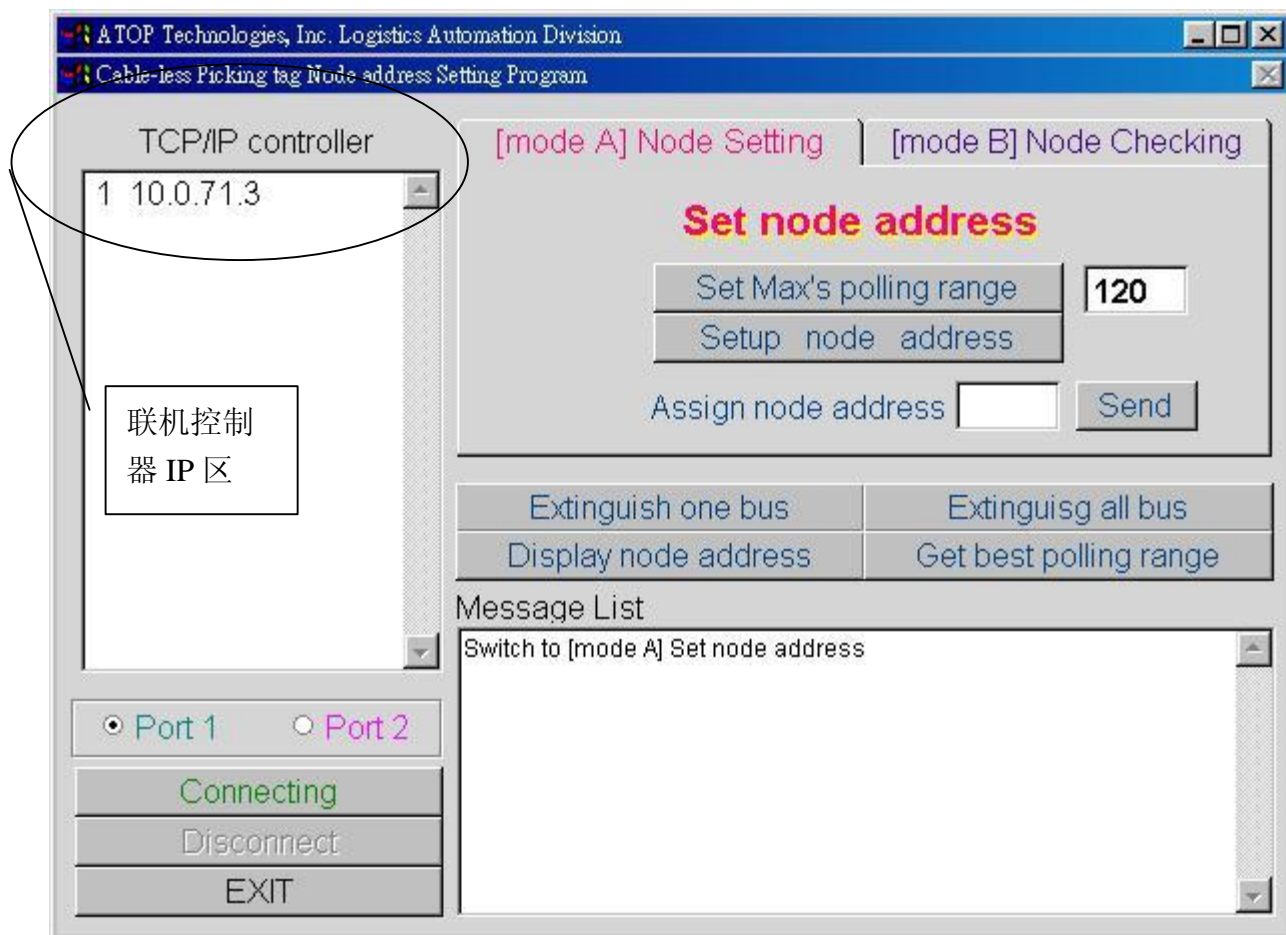 ATOP Technologies, Inc. Logistics Automation Division
Cable-less Picking tag Node address Setting Program
TCP/IP controller
1 10.0.71.3
联机控制
器 IP 区
Port 1
Port 2
Connecting
Disconnect
EXIT
[mode A] Node Setting
[mode B] Node Checking
Set node address
Set Max's polling range
120
Setup node address
Assign node address
Send
Extinguish one bus
Extinguisg all bus
Display node address
Get best polling range
Message List
Switch to [mode A] Set node address